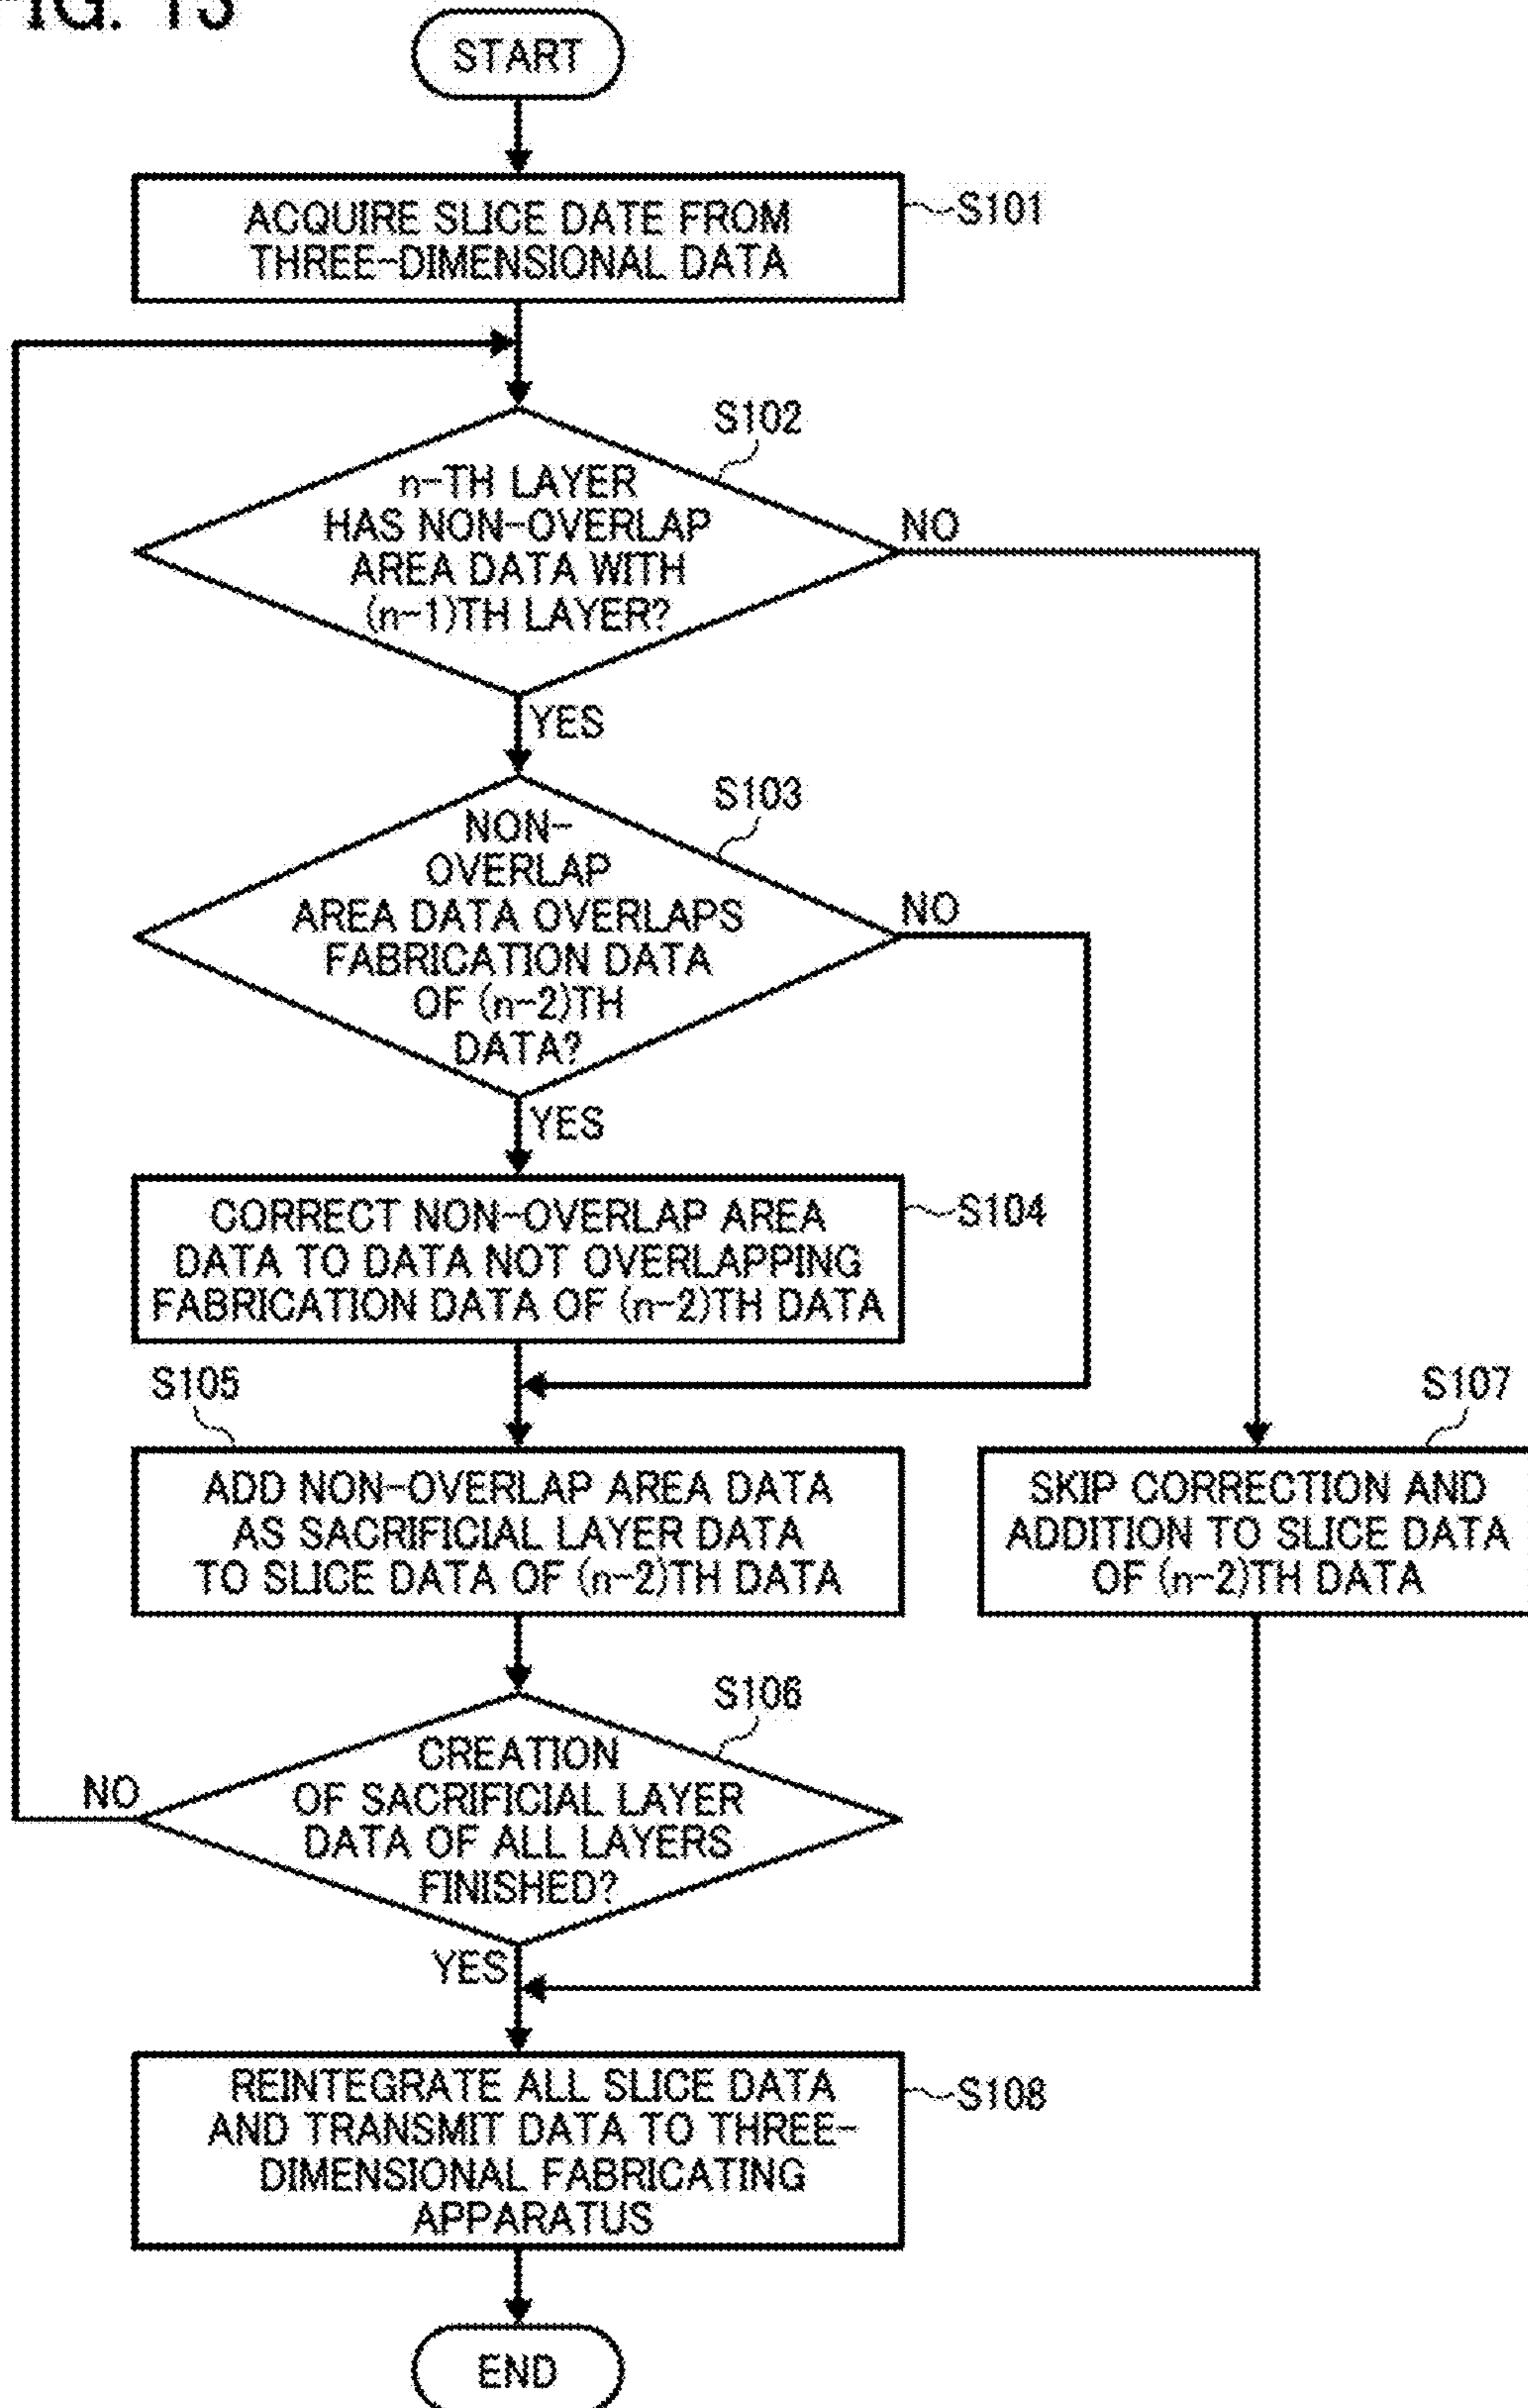 FIG. 13
START
ACQUIRE SLICE DATE FROM
THREE-DIMENSIONAL DATA
S101
S102
n-TH LAYER
HAS NON-OVERLAP
AREA DATA WITH
(n-1)TH LAYER?
NO
YES
S103
NON-
OVERLAP
AREA DATA OVERLAPS
FABRICATION DATA
OF (n-2)TH
DATA?
NO
YES
CORRECT NON-OVERLAP AREA
DATA TO DATA NOT OVERLAPPING
FABRICATION DATA OF (n-2)TH DATA
S104
S105
ADD NON-OVERLAP AREA DATA
AS SACRIFICIAL LAYER DATA
TO SLICE DATA OF (n-2)TH DATA
S107
SKIP CORRECTION AND
ADDITION TO SLICE DATA
OF (n-2)TH DATA
S106
CREATION
OF SACRIFICIAL LAYER
DATA OF ALL LAYERS
FINISHED?
NO
YES
REINTEGRATE ALL SLICE DATA
AND TRANSMIT DATA TO THREE-
DIMENSIONAL FABRICATING
APPARATUS
S108
END